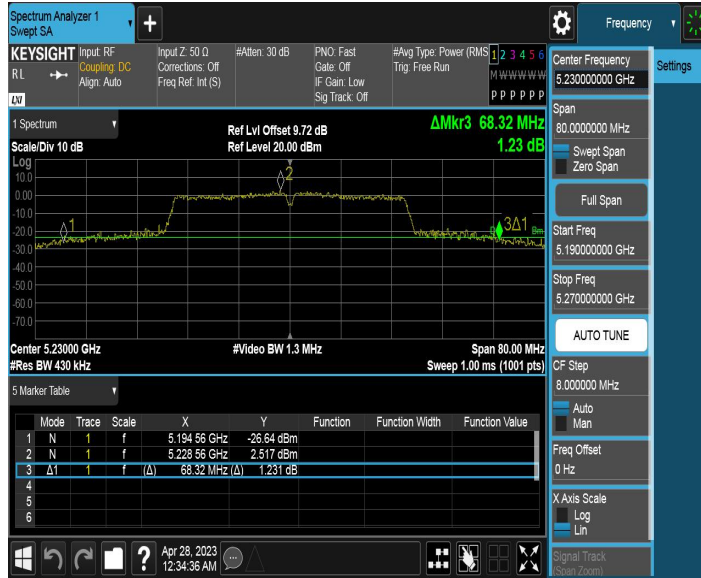 Spectrum Analyzer 1
Swept SA
Frequency
KEYSIGHT
Input: RF
Coupling: DC
Align: Auto
Input Z: 50 Ω
Corrections: Off
Freq Ref: Int (S)
#Atten: 30 dB
PNO: Fast
Gate: Off
IF Gain: Low
Sig Track: Off
#Avg Type: Power (RMS
Trig: Free Run
1 2 3 4 5 6
M W W W W W
P P P P P P
R L
LXI
Center Frequency
5.230000000 GHz
Settings
Span
80.0000000 MHz
Swept Span
Zero Span
Full Span
Start Freq
5.190000000 GHz
Stop Freq
5.270000000 GHz
AUTO TUNE
CF Step
8.000000 MHz
Auto
Man
Freq Offset
0 Hz
X Axis Scale
Log
Lin
Signal Track
(Span Zoom)
1 Spectrum
Scale/Div 10 dB
Ref Lvl Offset 9.72 dB
Ref Level 20.00 dBm
ΔMkr3 68.32 MHz
1.23 dB
Log
10.0
0.00
-10.0
-20.0
-30.0
-40.0
-50.0
-60.0
-70.0
1
2
3Δ1
Center 5.23000 GHz
#Res BW 430 kHz
#Video BW 1.3 MHz
Span 80.00 MHz
Sweep 1.00 ms (1001 pts)
5 Marker Table
Mode Trace Scale X Y Function Function Width Function Value
1 N 1 f 5.194 56 GHz -26.64 dBm
2 N 1 f 5.228 56 GHz 2.517 dBm
3 Δ1 1 f (Δ) 68.32 MHz (Δ) 1.231 dB
4
5
6
Apr 28, 2023
12:34:36 AM